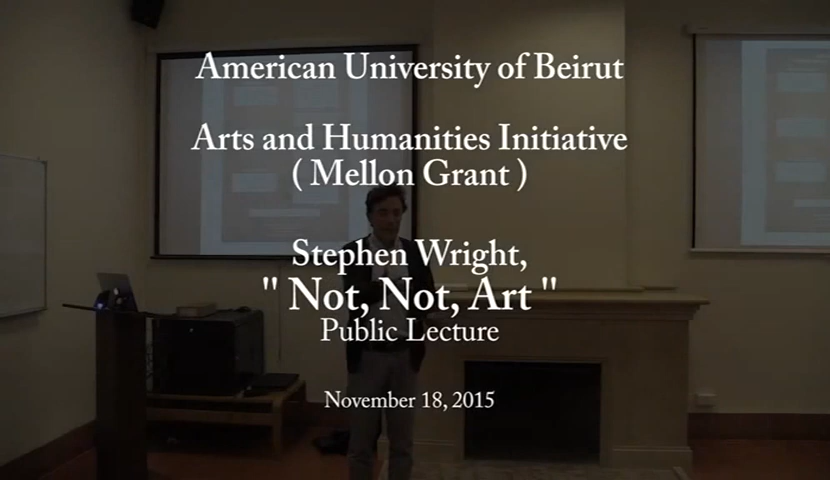 American University of Beirut
Arts and Humanities Initiative
( Mellon Grant )
Stephen Wright,
" Not, Not, Art "
Public Lecture
November 18, 2015